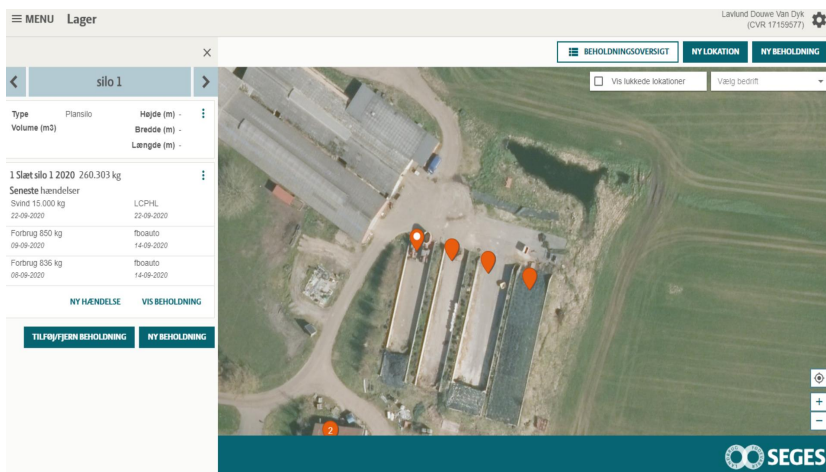 MENU Lager
Lavlund Douwe Van Dyk
(CVR 17159577)
BEHOLDNINGSOVERSIGT NY LOKATION NY BEHOLDNING
silo 1
Vis lukkede lokationer Vælg bedrift
Type Plansilo Højde (m) -
Volume (m3) Bredde (m) -
Længde (m) -
1 Slæt silo 1 2020 260.303 kg
Seneste hændelser
Svind 15.000 kg LCPHL
22-09-2020 22-09-2020
Forbrug 850 kg fboauto
09-09-2020 14-09-2020
Forbrug 836 kg fboauto
08-09-2020 14-09-2020
NY HÆNDELSE VIS BEHOLDNING
TILFØJ/FJERN BEHOLDNING NY BEHOLDNING
2
SEGES